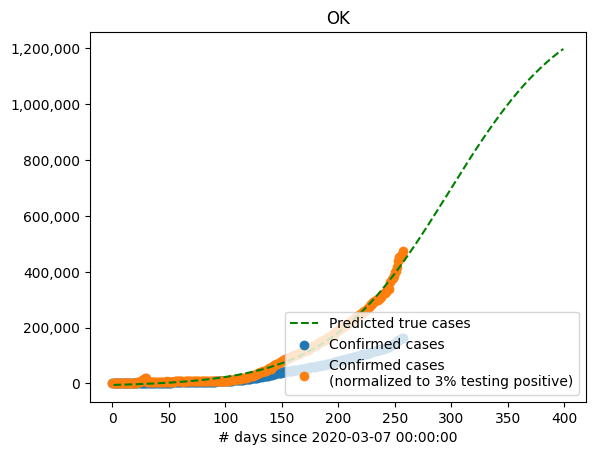 OK
1,200,000
1,000,000
800,000
600,000
400,000
200,000
0
Predicted true cases
Confirmed cases
Confirmed cases
(normalized to 3% testing positive)
0 50 100 150 200 250 300 350 400
# days since 2020-03-07 00:00:00